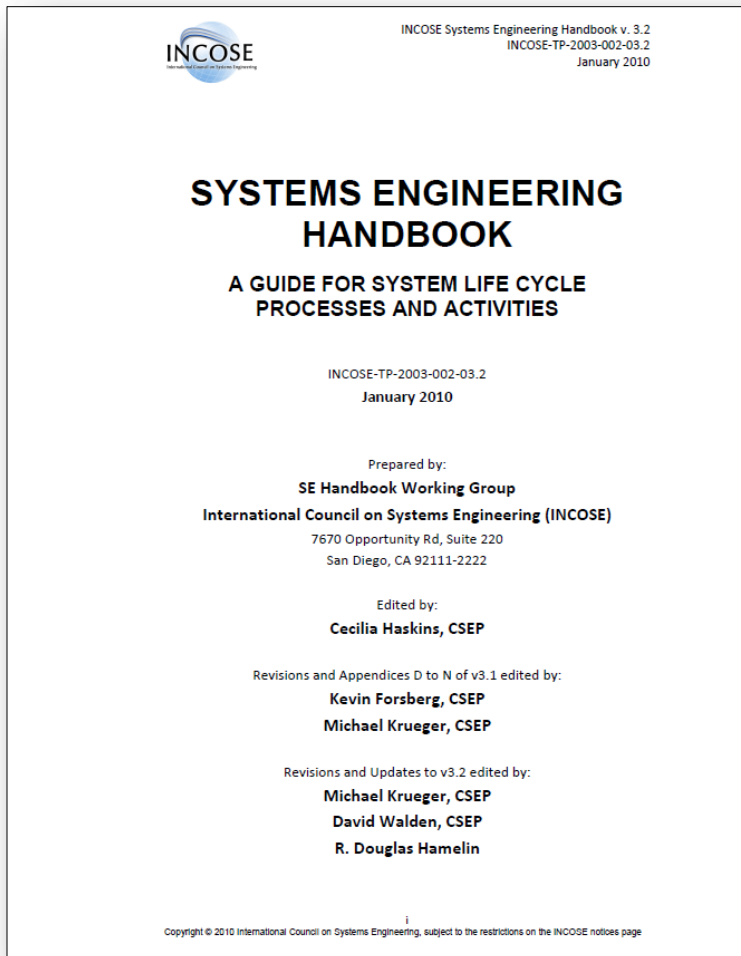 INCOSE
International Council on Systems Engineering
INCOSE Systems Engineering Handbook v. 3.2
INCOSE-TP-2003-002-03.2
January 2010
SYSTEMS ENGINEERING
HANDBOOK
A GUIDE FOR SYSTEM LIFE CYCLE
PROCESSES AND ACTIVITIES
INCOSE-TP-2003-002-03.2
January 2010
Prepared by:
SE Handbook Working Group
International Council on Systems Engineering (INCOSE)
7670 Opportunity Rd, Suite 220
San Diego, CA 92111-2222
Edited by:
Cecilia Haskins, CSEP
Revisions and Appendices D to N of v3.1 edited by:
Kevin Forsberg, CSEP
Michael Krueger, CSEP
Revisions and Updates to v3.2 edited by:
Michael Krueger, CSEP
David Walden, CSEP
R. Douglas Hamelin
i
Copyright © 2010 International Council on Systems Engineering, subject to the restrictions on the INCOSE notices page